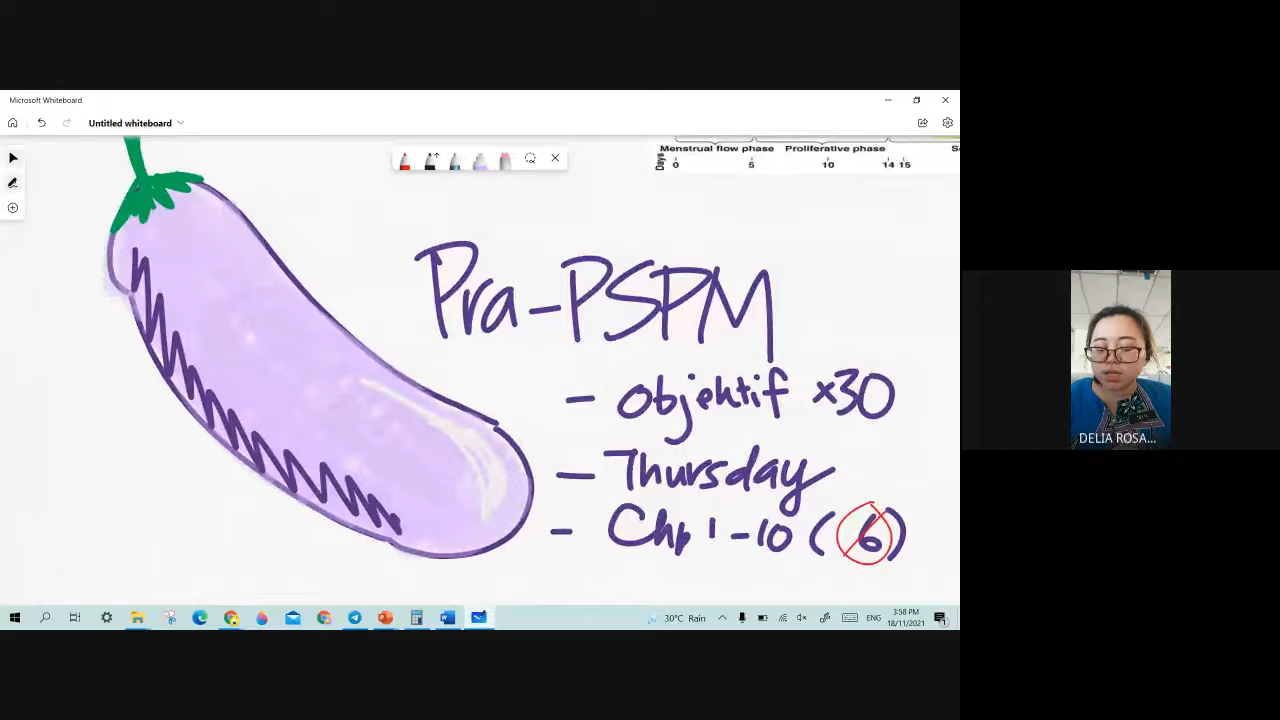 Microsoft Whiteboard
Untitled whiteboard
Menstrual flow phase Proliferative phase
Days
0 5 10 14 15
Pra-PSPM
- Objektif x30
- Thursday
- Chp 1-10 (6)
DELIA ROSA...
30°C Rain
ENG
3:58 PM
18/11/2021
1